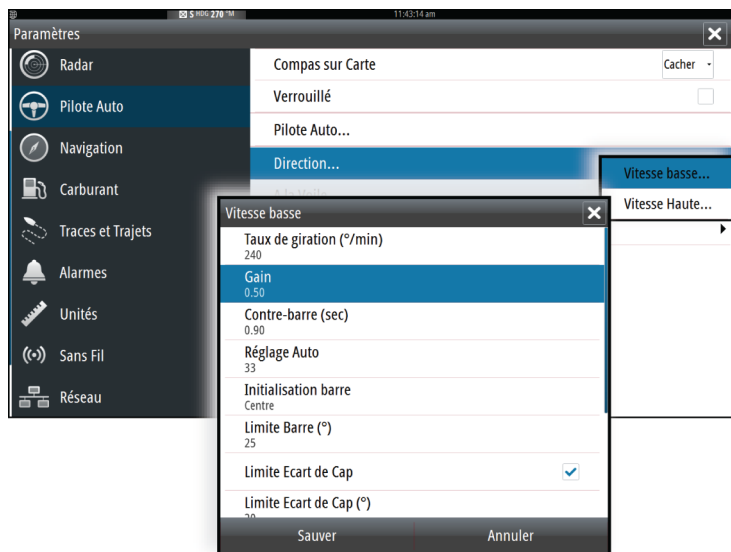 S HDG 270 °M
11:43:14 am
Paramètres
Radar
Pilote Auto
Navigation
Carburant
Traces et Trajets
Alarmes
Unités
Sans Fil
Réseau
Compas sur Carte
Cacher
Verrouillé
Pilote Auto...
Direction...
A la Voile
Vitesse basse...
Vitesse Haute...
Vitesse basse
Taux de giration (°/min)
240
Gain
0.50
Contre-barre (sec)
0.90
Réglage Auto
33
Initialisation barre
Centre
Limite Barre (°)
25
Limite Ecart de Cap
Limite Ecart de Cap (°)
20
Sauver
Annuler